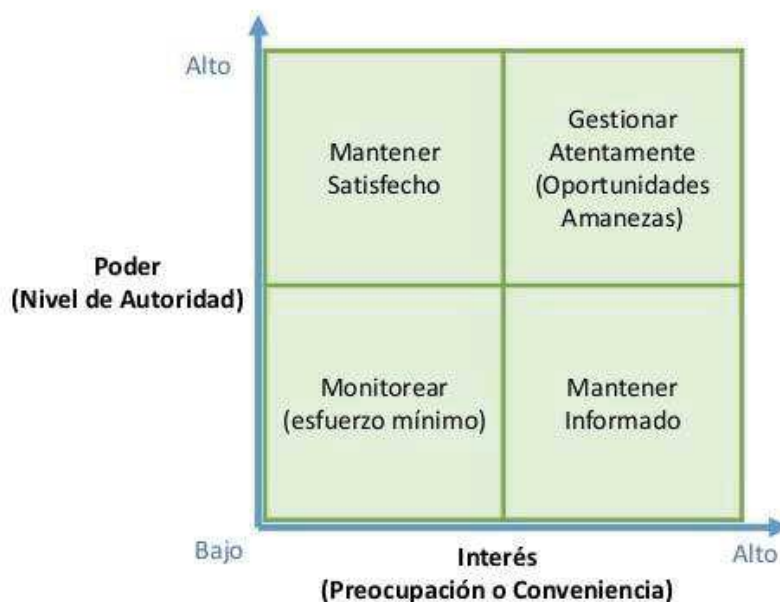 Alto
Mantener
Satisfecho
Gestionar
Atentamente
(Oportunidades
Amanezas)
Poder
(Nivel de Autoridad)
Monitorear
(esfuerzo mínimo)
Mantener
Informado
Bajo
Interés
Alto
(Preocupación o Conveniencia)